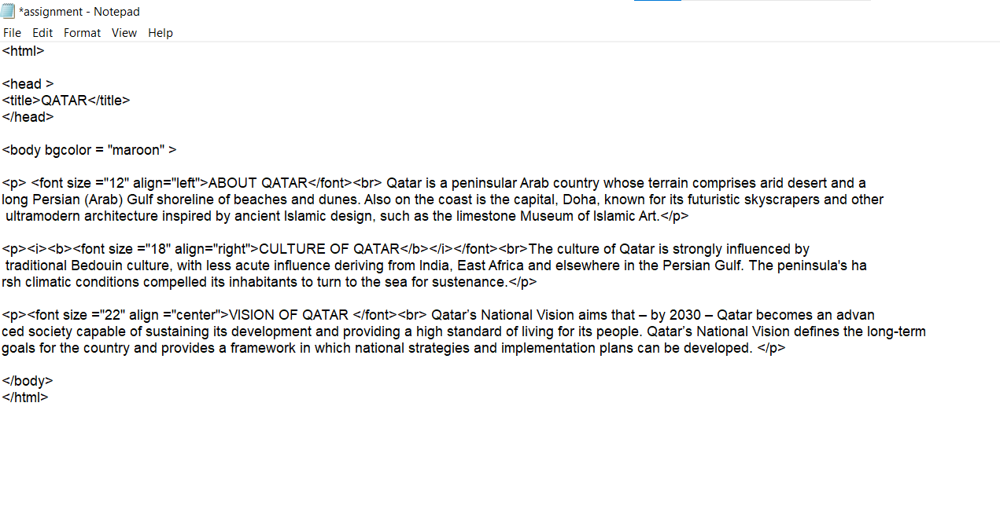 *assignment - Notepad
File Edit Format View Help
<html>
<head >
<title>QATAR</title>
</head>
<body bgcolor = "maroon" >
<p> <font size ="12" align="left">ABOUT QATAR</font><br> Qatar is a peninsular Arab country whose terrain comprises arid desert and a
long Persian (Arab) Gulf shoreline of beaches and dunes. Also on the coast is the capital, Doha, known for its futuristic skyscrapers and other
ultramodern architecture inspired by ancient Islamic design, such as the limestone Museum of Islamic Art.</p>
<p><i><b><font size ="18" align="right">CULTURE OF QATAR</b></i></font><br>The culture of Qatar is strongly influenced by
traditional Bedouin culture, with less acute influence deriving from India, East Africa and elsewhere in the Persian Gulf. The peninsula's ha
rsh climatic conditions compelled its inhabitants to turn to the sea for sustenance.</p>
<p><font size ="22" align ="center">VISION OF QATAR </font><br> Qatar’s National Vision aims that – by 2030 – Qatar becomes an advan
ced society capable of sustaining its development and providing a high standard of living for its people. Qatar’s National Vision defines the long-term
goals for the country and provides a framework in which national strategies and implementation plans can be developed. </p>
</body>
</html>